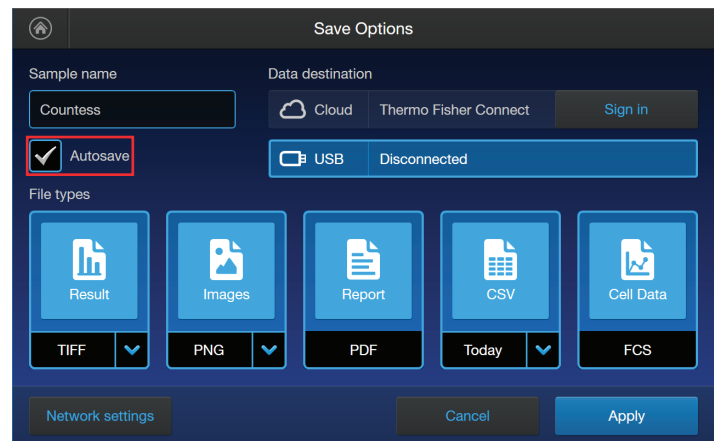 Save Options
Sample name
Data destination
Countess
Cloud Thermo Fisher Connect Sign in
Autosave
USB Disconnected
File types
Result Images Report CSV Cell Data
TIFF PNG PDF Today FCS
Network settings Cancel Apply